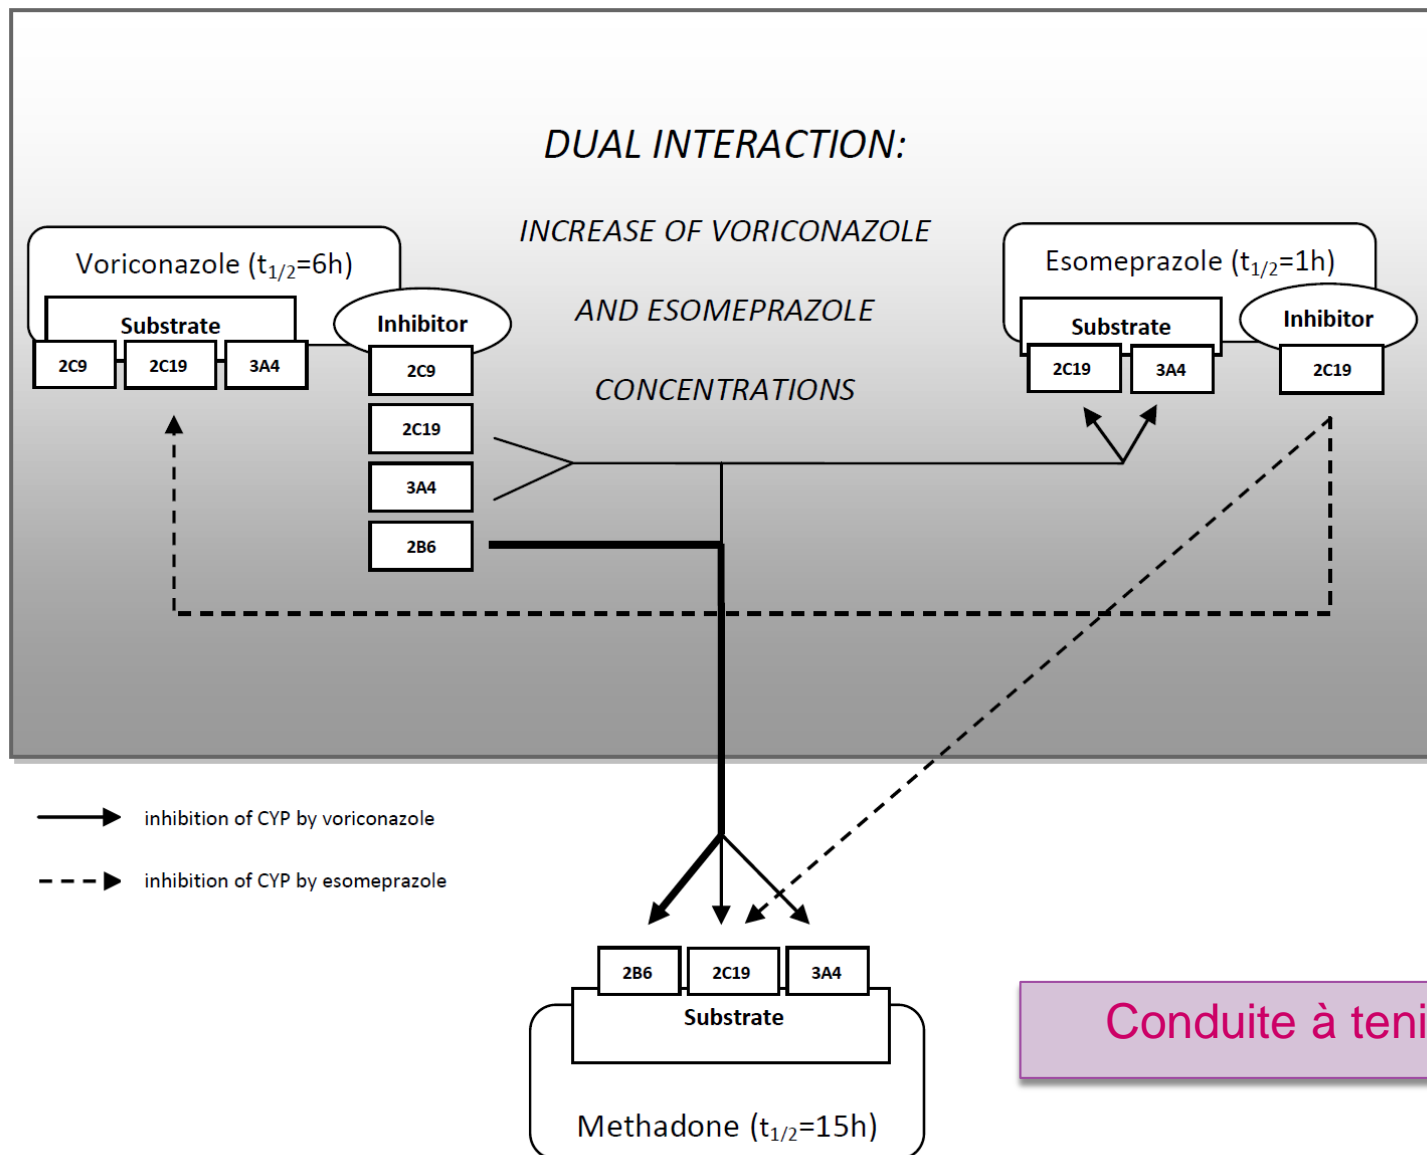 DUAL INTERACTION:
INCREASE OF VORICONAZOLE
AND ESOMEPRAZOLE
CONCENTRATIONS
Voriconazole (t1/2=6h)
Substrate
2C9
2C19
3A4
Inhibitor
2C9
2C19
3A4
2B6
Esomeprazole (t1/2=1h)
Substrate
2C19
3A4
Inhibitor
2C19
inhibition of CYP by voriconazole
inhibition of CYP by esomeprazole
2B6
2C19
3A4
Substrate
Methadone (t1/2=15h)
Conduite à teni